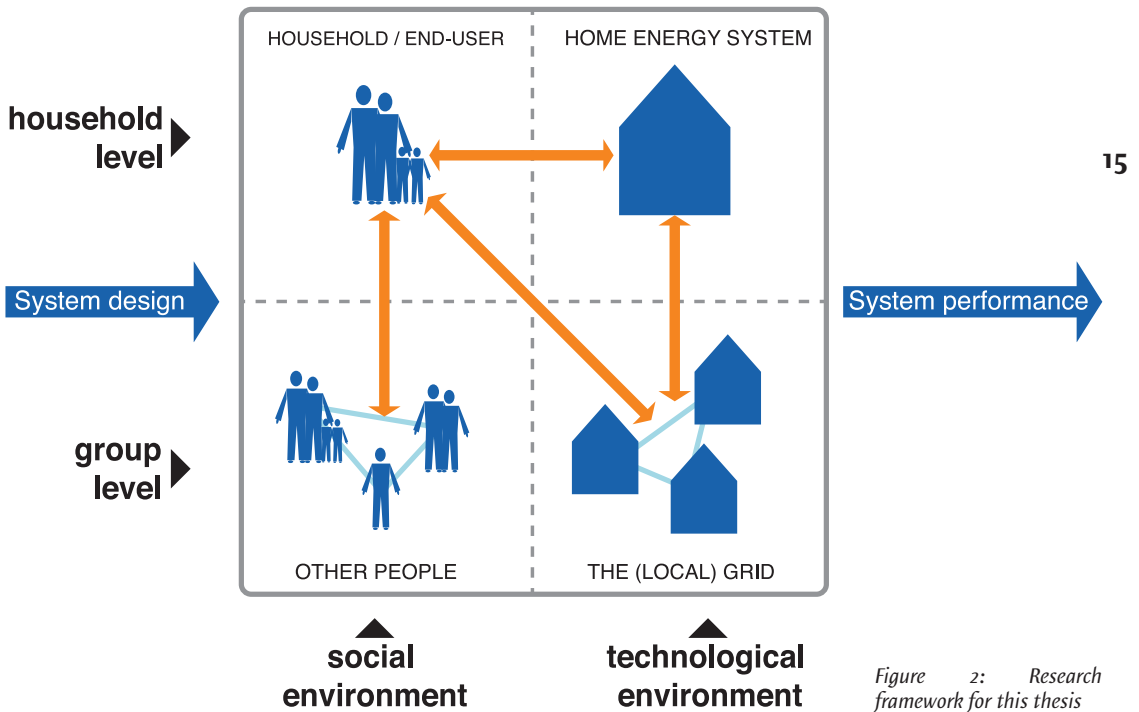 HOUSEHOLD / END-USER
HOME ENERGY SYSTEM
household
level
15
System design
System performance
group
level
OTHER PEOPLE
THE (LOCAL) GRID
social
environment
technological
environment
Figure 2: Research
framework for this thesis